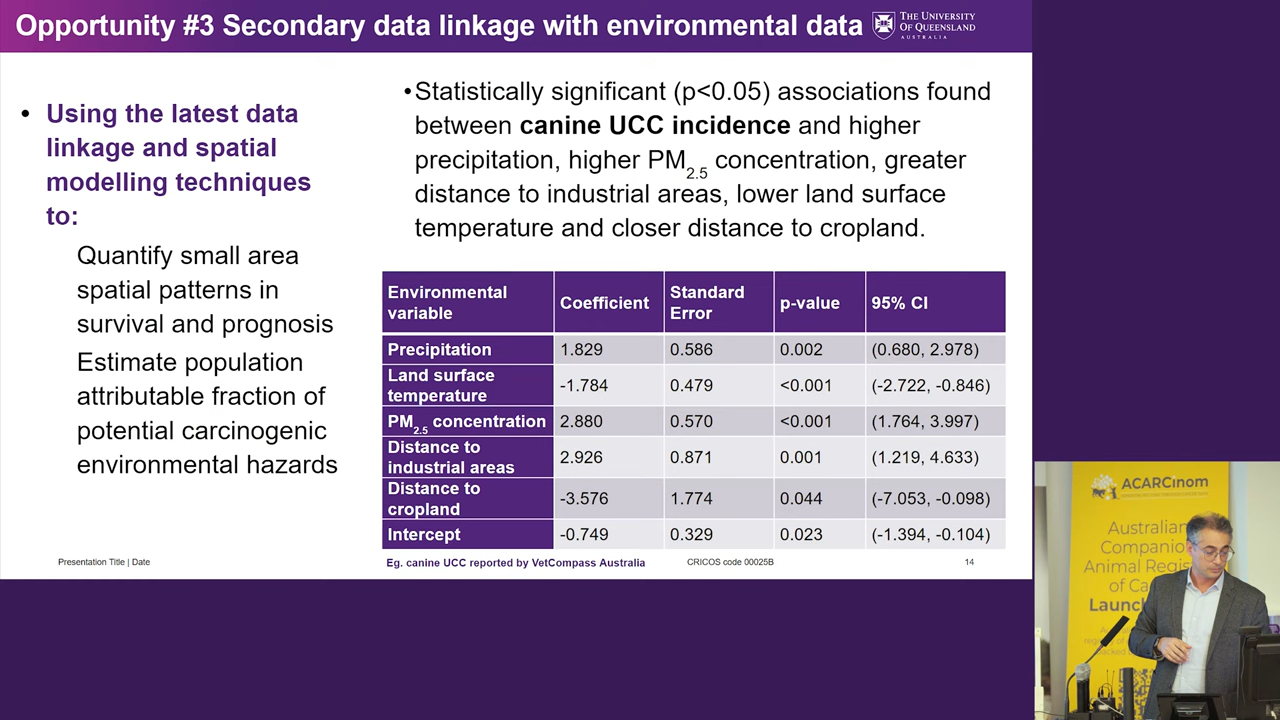 Opportunity #3 Secondary data linkage with environmental data
THE UNIVERSITY
OF QUEENSLAND
AUSTRALIA
• Using the latest data
linkage and spatial
modelling techniques
to:
Quantify small area
spatial patterns in
survival and prognosis
Estimate population
attributable fraction of
potential carcinogenic
environmental hazards
•Statistically significant (p<0.05) associations found
between canine UCC incidence and higher
precipitation, higher PM2.5 concentration, greater
distance to industrial areas, lower land surface
temperature and closer distance to cropland.
Environmental variable Coefficient Standard Error p-value 95% CI
Precipitation 1.829 0.586 0.002 (0.680, 2.978)
Land surface temperature -1.784 0.479 <0.001 (-2.722, -0.846)
PM2.5 concentration 2.880 0.570 <0.001 (1.764, 3.997)
Distance to industrial areas 2.926 0.871 0.001 (1.219, 4.633)
Distance to cropland -3.576 1.774 0.044 (-7.053, -0.098)
Intercept -0.749 0.329 0.023 (-1.394, -0.104)
Presentation Title | Date
Eg. canine UCC reported by VetCompass Australia
CRICOS code 00025B
14
ACARCinom
Australian
Companio
Animal Regis
of Ca
Launch